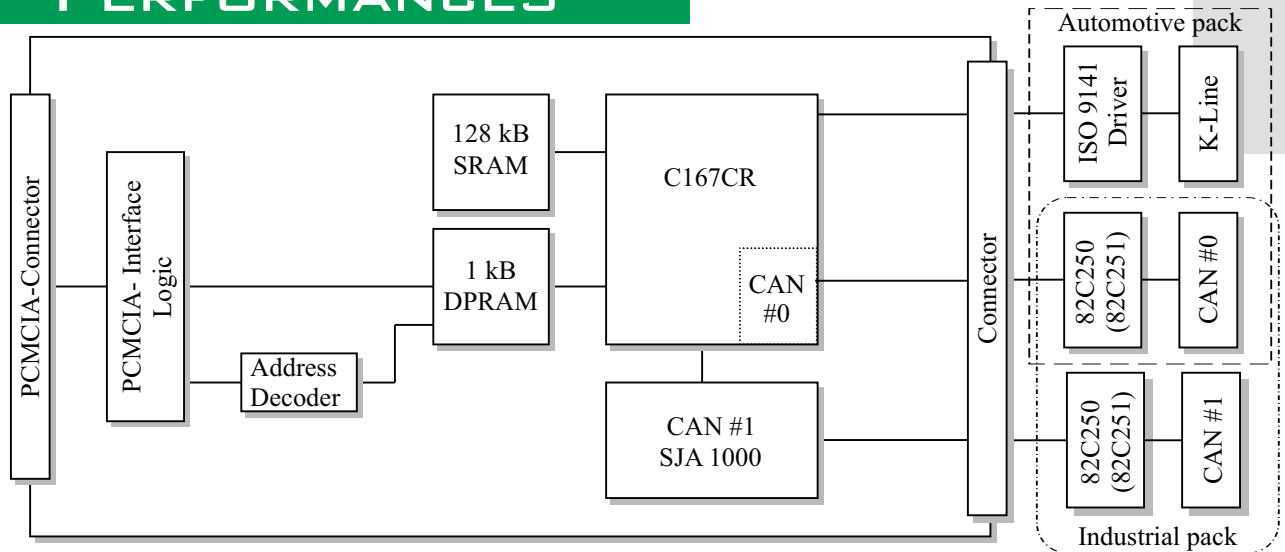 PERFORMANCES
Automotive pack
PCMCIA-Connector
PCMCIA- Interface
Logic
Address
Decoder
128 kB
SRAM
1 kB
DPRAM
C167CR
CAN
#0
CAN #1
SJA 1000
Connector
ISO 9141
Driver
K-Line
82C250
(82C251)
CAN #0
82C250
(82C251)
CAN #1
Industrial pack